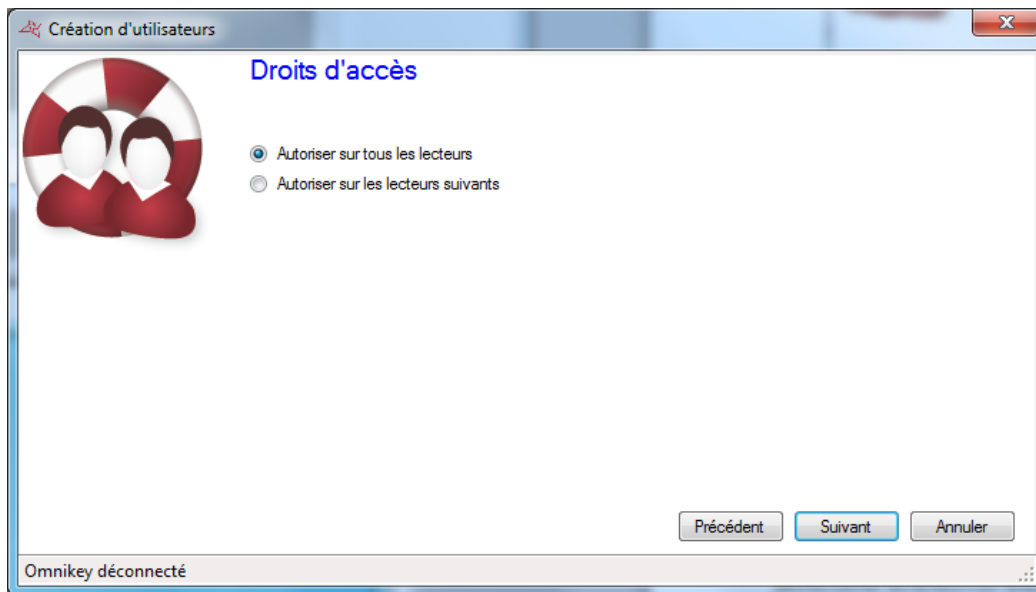 Création d'utilisateurs
Droits d'accès
Autoriser sur tous les lecteurs
Autoriser sur les lecteurs suivants
Précédent Suivant Annuler
Omnikey déconnecté